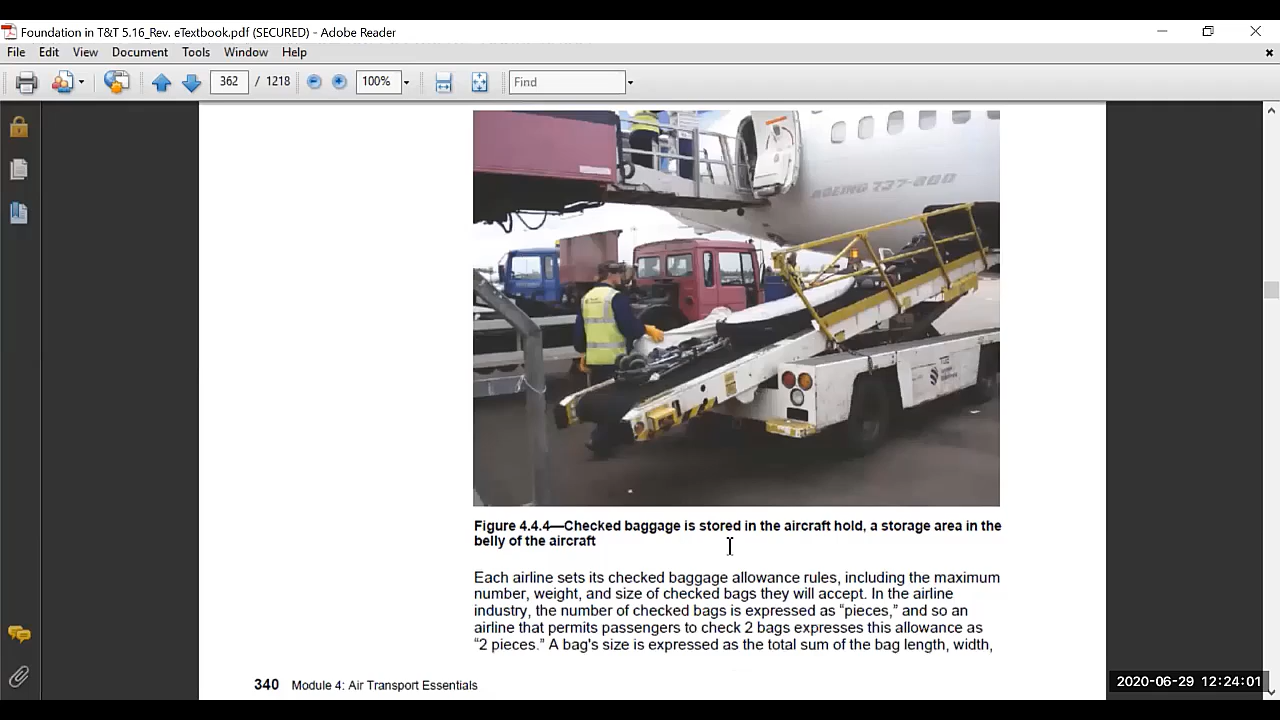 Foundation in T&T 5.16_Rev. eTextbook.pdf (SECURED) - Adobe Reader
File Edit View Document Tools Window Help
362 / 1218 100% Find
BOEING 737-800
Figure 4.4.4—Checked baggage is stored in the aircraft hold, a storage area in the
belly of the aircraft
Each airline sets its checked baggage allowance rules, including the maximum
number, weight, and size of checked bags they will accept. In the airline
industry, the number of checked bags is expressed as “pieces,” and so an
airline that permits passengers to check 2 bags expresses this allowance as
“2 pieces.” A bag's size is expressed as the total sum of the bag length, width,
340 Module 4: Air Transport Essentials
2020-06-29 12:24:01